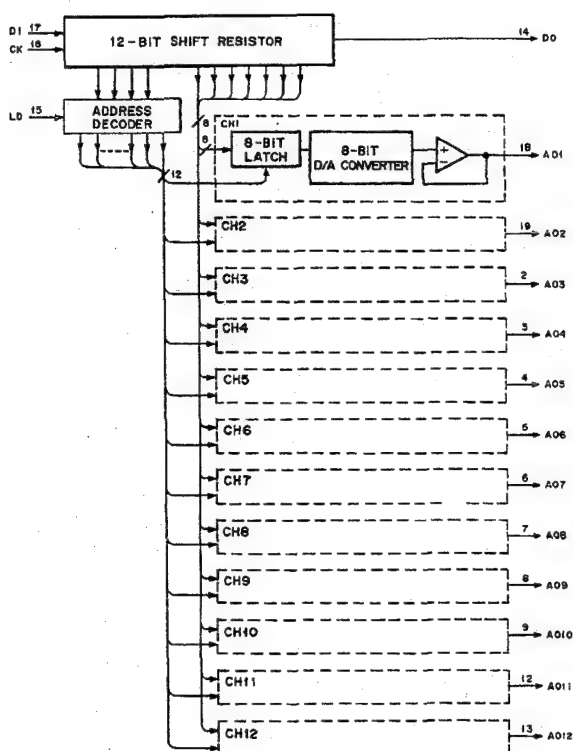 DI 17
CK 16
12-BIT SHIFT RESISTOR
14 DO
LD 15
ADDRESS
DECODER
12
8
8
CH1
8-BIT
LATCH
8-BIT
D/A CONVERTER
+
−
18 AO1
CH2
19 AO2
CH3
2 AO3
CH4
3 AO4
CH5
4 AO5
CH6
5 AO6
CH7
6 AO7
CH8
7 AO8
CH9
8 AO9
CH10
9 AO10
CH11
12 AO11
CH12
13 AO12